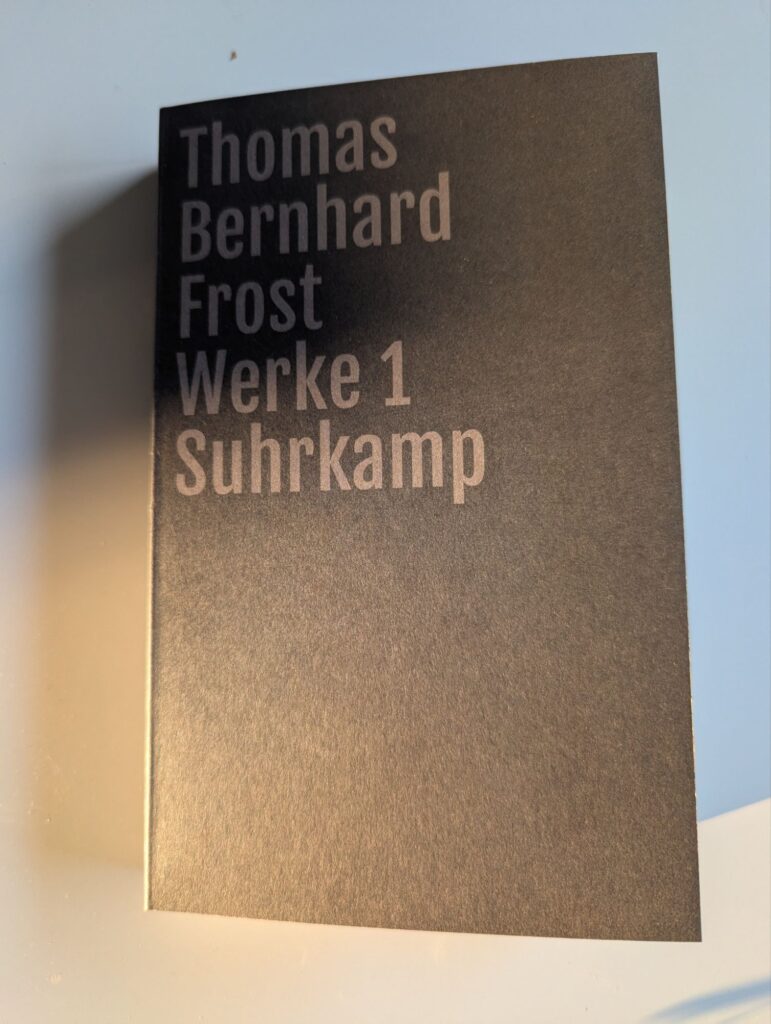 Thomas
Bernhard
Frost
Werke 1
Suhrkamp